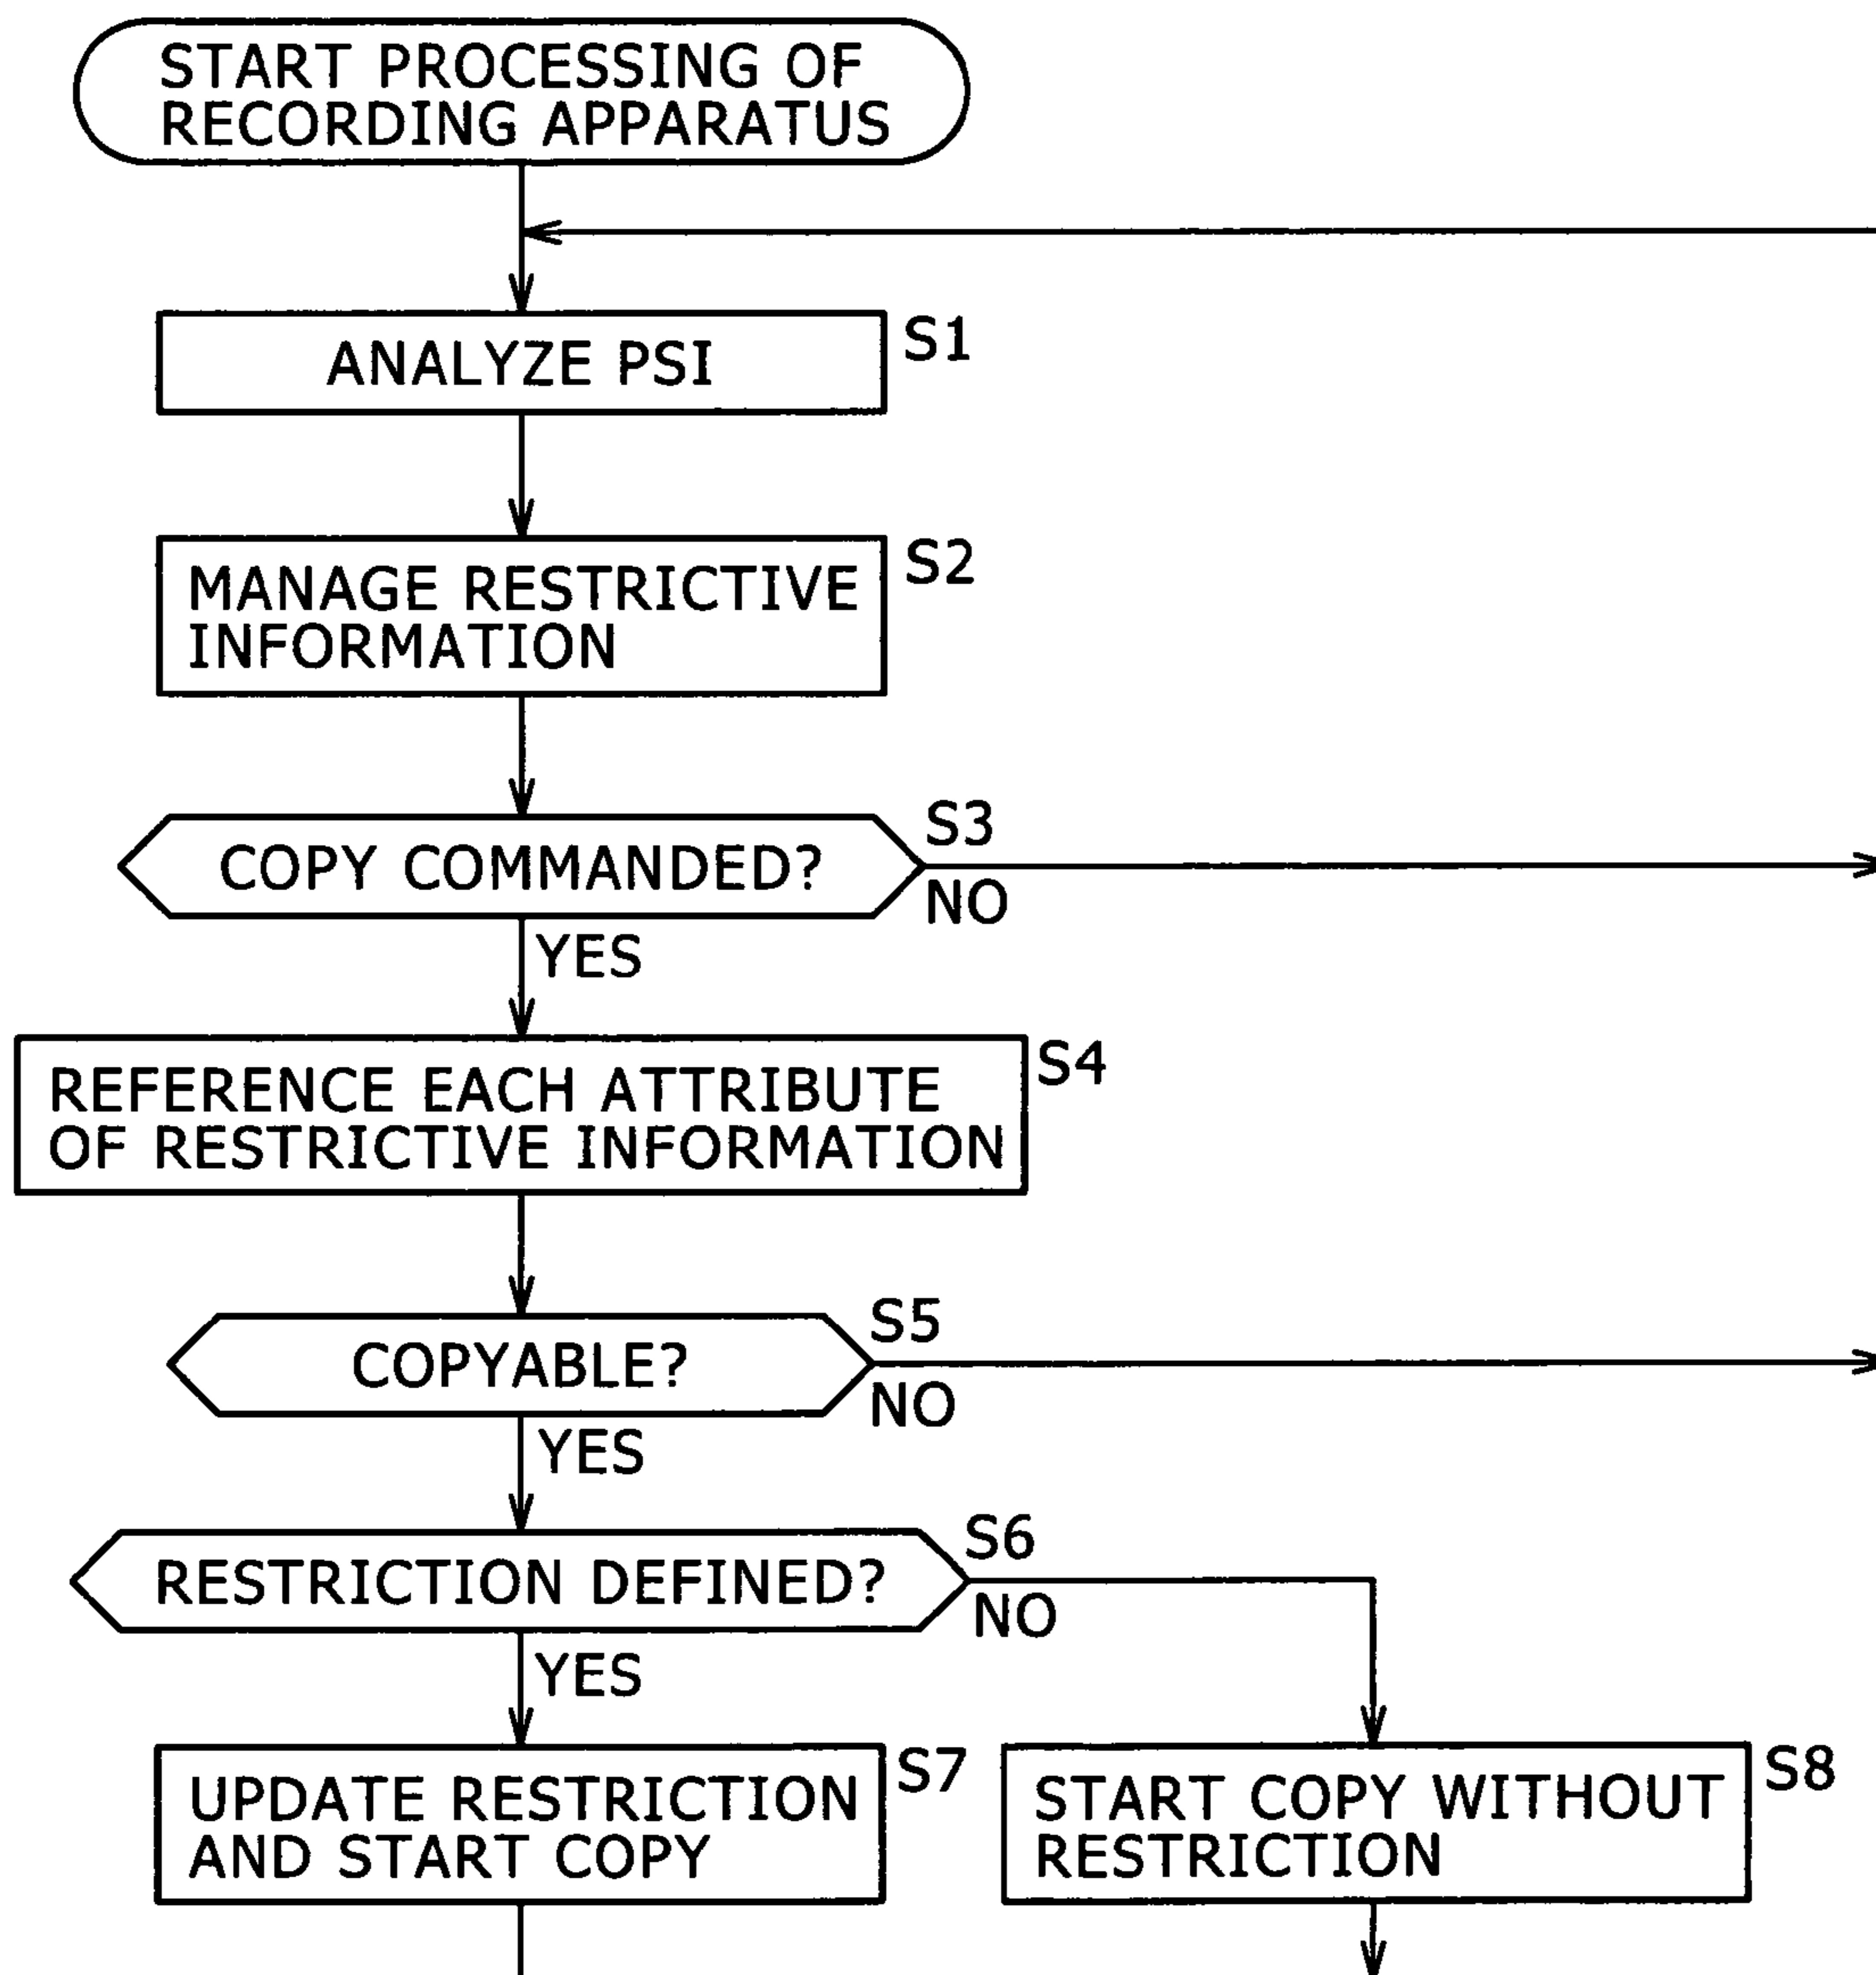 START PROCESSING OF
RECORDING APPARATUS
ANALYZE PSI
S1
MANAGE RESTRICTIVE
INFORMATION
S2
COPY COMMANDED?
S3
NO
YES
REFERENCE EACH ATTRIBUTE
OF RESTRICTIVE INFORMATION
S4
COPYABLE?
S5
NO
YES
RESTRICTION DEFINED?
S6
NO
YES
UPDATE RESTRICTION
AND START COPY
S7
START COPY WITHOUT
RESTRICTION
S8